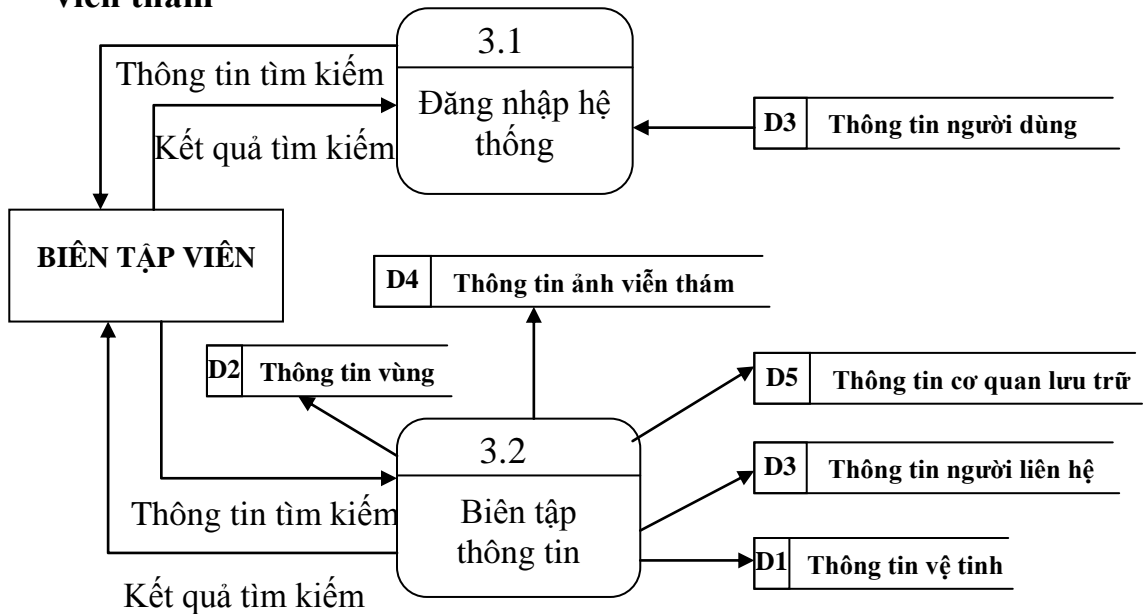 viễn thám
3.1
Thông tin tìm kiếm
Đăng nhập hệ
thống
D3 Thông tin người dùng
Kết quả tìm kiếm
BIÊN TẬP VIÊN
D4 Thông tin ảnh viễn thám
D2 Thông tin vùng
D5 Thông tin cơ quan lưu trữ
3.2
D3 Thông tin người liên hệ
Thông tin tìm kiếm
Biên tập
thông tin
D1 Thông tin vệ tinh
Kết quả tìm kiếm